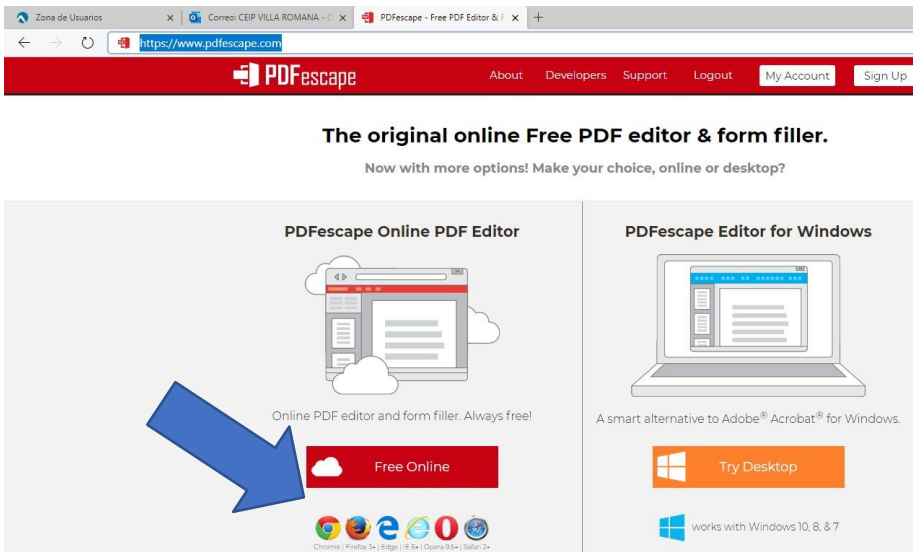 Zona de Usuarios
Correo: CEIP VILLA ROMANA - C
PDFescape - Free PDF Editor & F
https://www.pdfescape.com
PDFescape
About Developers Support Logout My Account Sign Up
The original online Free PDF editor & form filler.
Now with more options! Make your choice, online or desktop?
PDFescape Online PDF Editor
Online PDF editor and form filler. Always free!
Free Online
Chrome | Firefox 3+ | Edge | IE 6+ | Opera 9.5+ | Safari 2+
PDFescape Editor for Windows
A smart alternative to Adobe® Acrobat® for Windows.
Try Desktop
works with Windows 10, 8, & 7